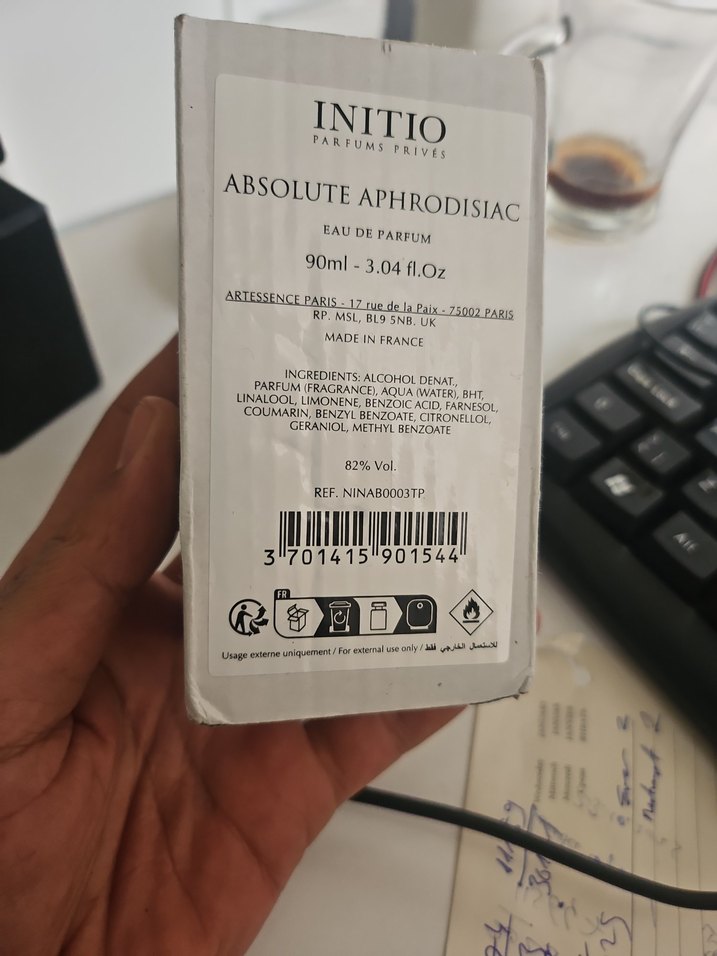 INITIO
PARFUMS PRIVÉS
ABSOLUTE APHRODISIAC
EAU DE PARFUM
90ml - 3.04 fl.Oz
ARTESSENCE PARIS - 17 rue de la Paix - 75002 PARIS
RP. MSL, BL9 5NB. UK
MADE IN FRANCE
INGREDIENTS: ALCOHOL DENAT.,
PARFUM (FRAGRANCE), AQUA (WATER), BHT,
LINALOOL, LIMONENE, BENZOIC ACID, FARNESOL,
COUMARIN, BENZYL BENZOATE, CITRONELLOL,
GERANIOL, METHYL BENZOATE
82% Vol.
REF. NINAB0003TP
3 701415 901544
FR
Usage externe uniquement / For external use only / للاستعمال الخارجي فقط